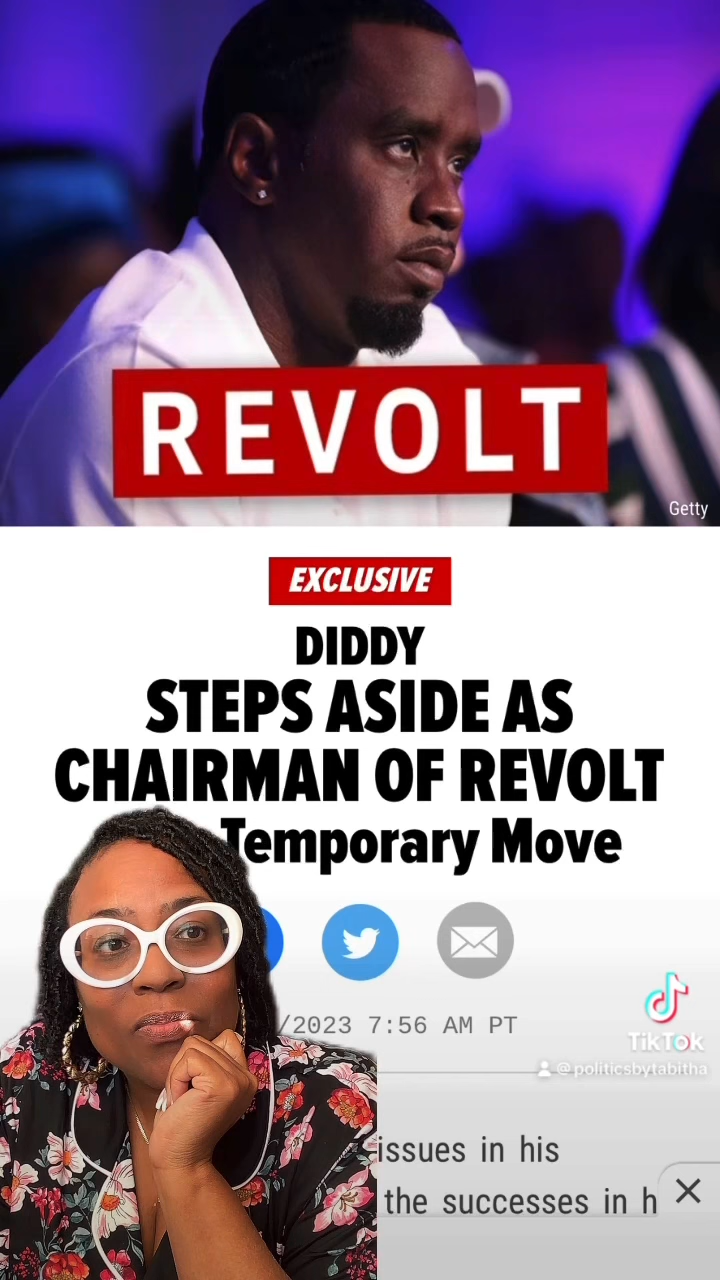 REVOLT
Getty
EXCLUSIVE
DIDDY
STEPS ASIDE AS
CHAIRMAN OF REVOLT
Temporary Move
/2023 7:56 AM PT
TikTok
@politicsbytabitha
issues in his
the successes in h